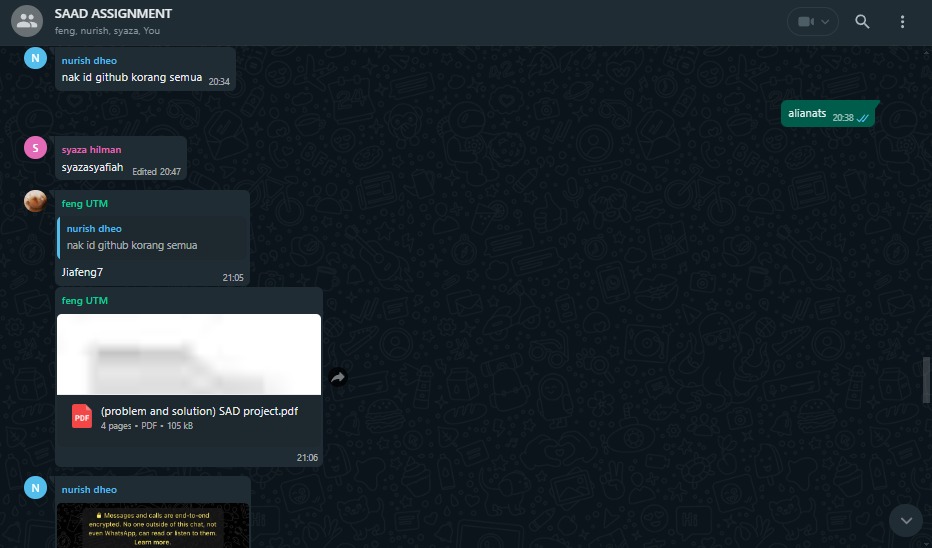 SAAD ASSIGNMENT
feng, nurish, syaza, You
N
nurish dheo
nak id github korang semua 20:34
alianats 20:38
S
syaza hilman
syazasyafiah Edited 20:47
feng UTM
nurish dheo
nak id github korang semua
Jiafeng7
21:05
feng UTM
PDF
(problem and solution) SAD project.pdf
4 pages • PDF • 105 kB
21:06
N
nurish dheo
Messages and calls are end-to-end
encrypted. No one outside of this chat, not
even WhatsApp, can read or listen to them.
Learn more.